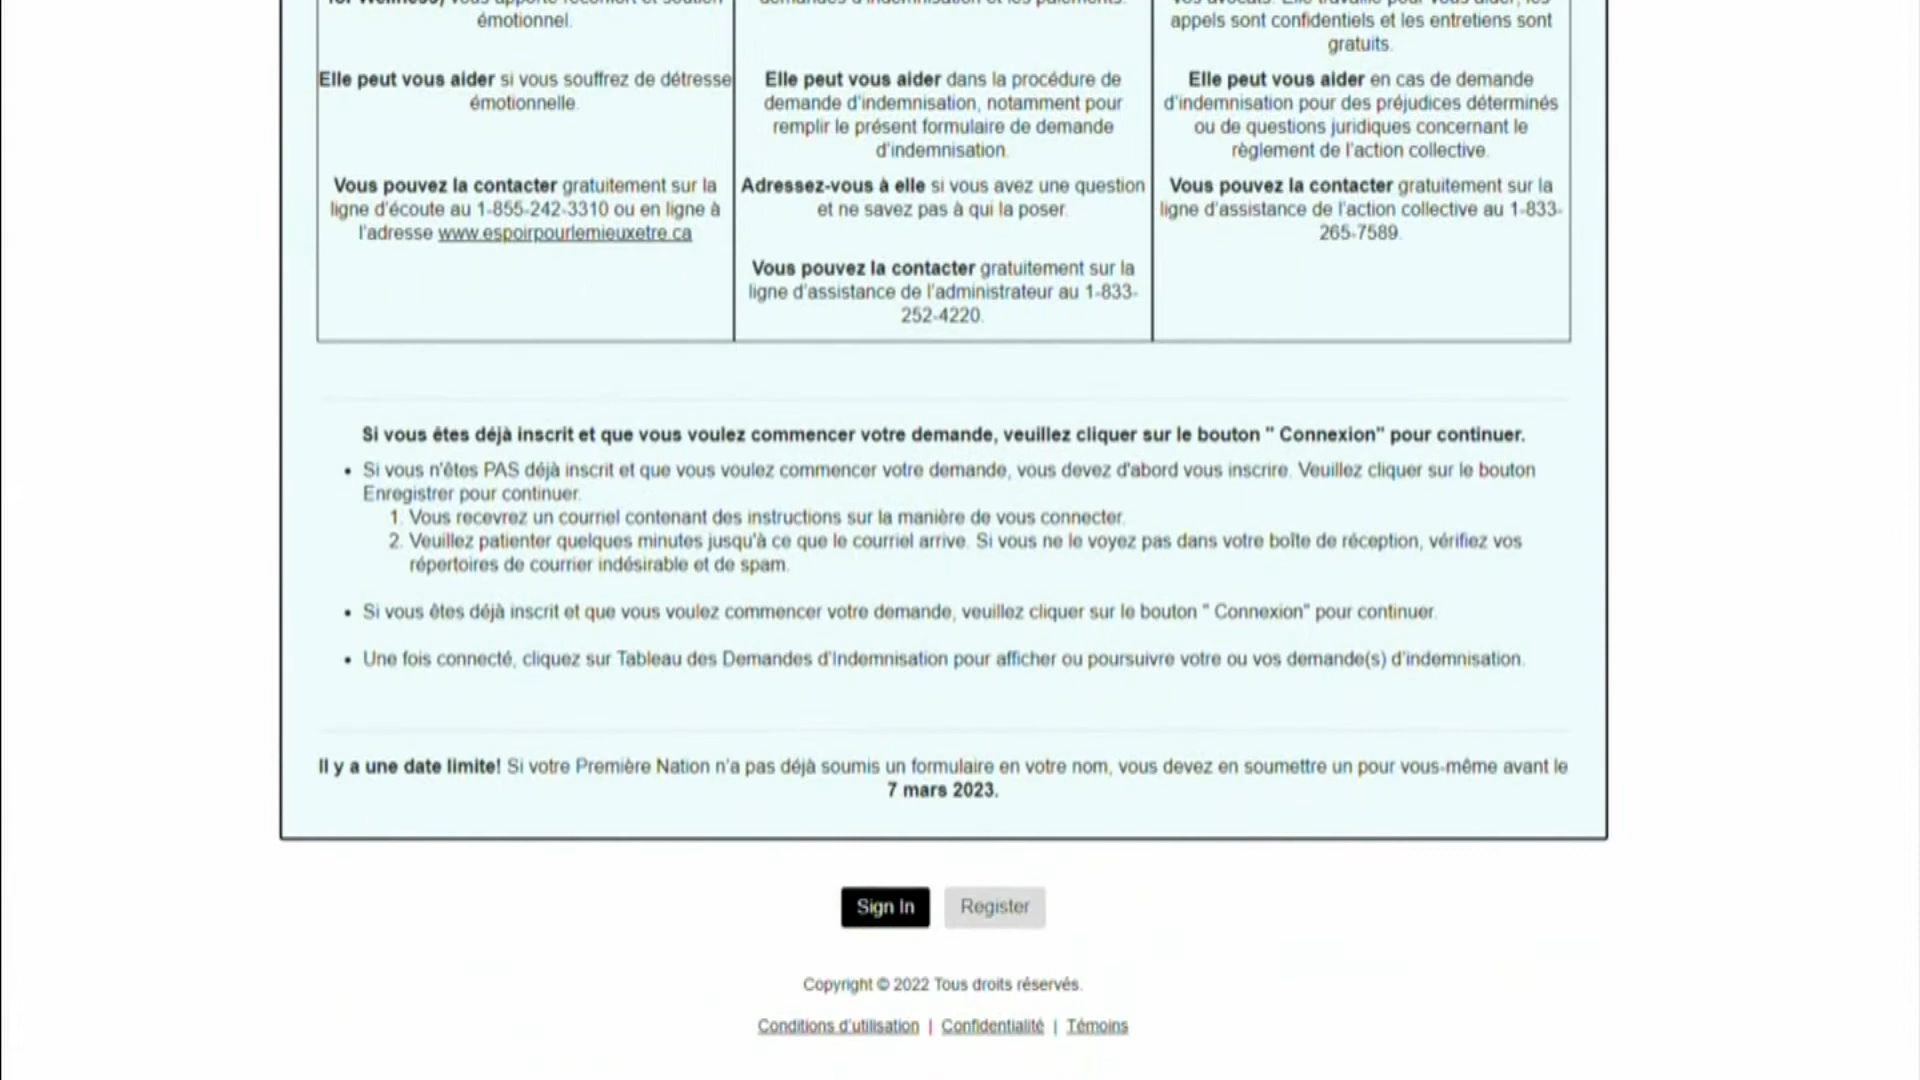 émotionnel.
Elle peut vous aider si vous souffrez de détresse
émotionnelle.
Vous pouvez la contacter gratuitement sur la
ligne d'écoute au 1-855-242-3310 ou en ligne à
l'adresse www.espoirpourlemieuxetre.ca
demandes d'indemnisation et les paiements.
Elle peut vous aider dans la procédure de
demande d'indemnisation, notamment pour
remplir le présent formulaire de demande
d'indemnisation.
Adressez-vous à elle si vous avez une question
et ne savez pas à qui la poser.
Vous pouvez la contacter gratuitement sur la
ligne d'assistance de l'administrateur au 1-833-
252-4220.
appels sont confidentiels et les entretiens sont
gratuits.
Elle peut vous aider en cas de demande
d'indemnisation pour des préjudices déterminés
ou de questions juridiques concernant le
règlement de l'action collective.
Vous pouvez la contacter gratuitement sur la
ligne d'assistance de l'action collective au 1-833-
265-7589.
Si vous êtes déjà inscrit et que vous voulez commencer votre demande, veuillez cliquer sur le bouton " Connexion" pour continuer.
• Si vous n'êtes PAS déjà inscrit et que vous voulez commencer votre demande, vous devez d'abord vous inscrire. Veuillez cliquer sur le bouton
Enregistrer pour continuer.
1. Vous recevrez un courriel contenant des instructions sur la manière de vous connecter.
2. Veuillez patienter quelques minutes jusqu'à ce que le courriel arrive. Si vous ne le voyez pas dans votre boîte de réception, vérifiez vos
répertoires de courrier indésirable et de spam.
• Si vous êtes déjà inscrit et que vous voulez commencer votre demande, veuillez cliquer sur le bouton " Connexion" pour continuer.
• Une fois connecté, cliquez sur Tableau des Demandes d'Indemnisation pour afficher ou poursuivre votre ou vos demande(s) d'indemnisation.
Il y a une date limite! Si votre Première Nation n'a pas déjà soumis un formulaire en votre nom, vous devez en soumettre un pour vous-même avant le
7 mars 2023.
Sign In
Register
Copyright © 2022 Tous droits réservés.
Conditions d'utilisation | Confidentialité | Témoins